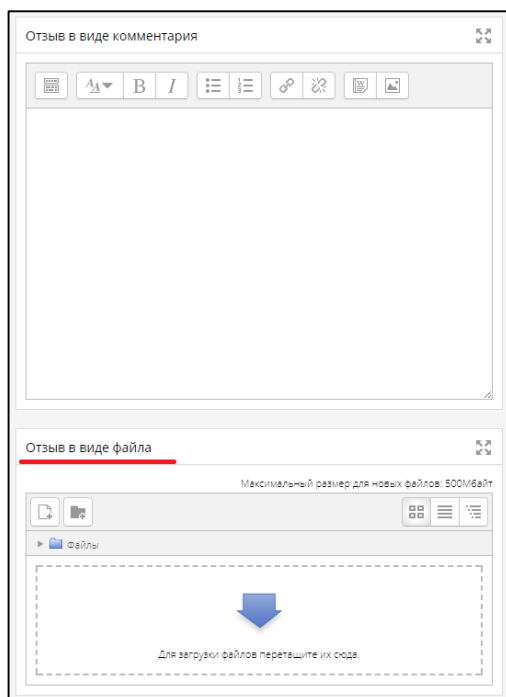 Отзыв в виде комментария
Отзыв в виде файла
Максимальный размер для новых файлов: 500Мбайт
Файлы
Для загрузки файлов перетащите их сюда.